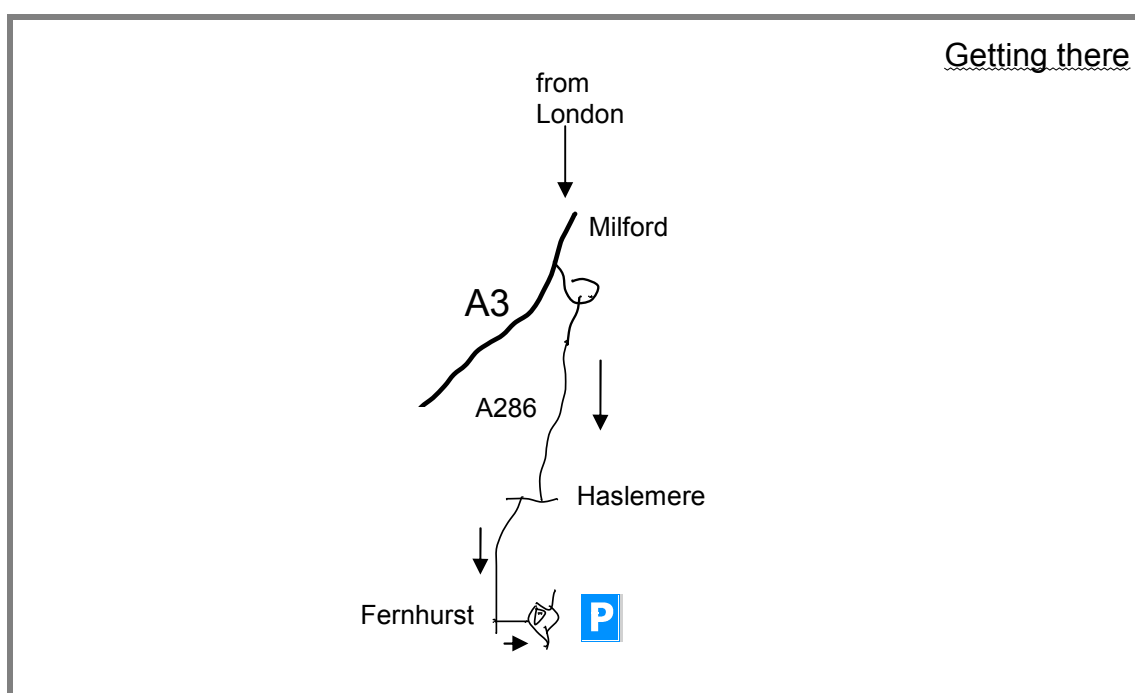 Getting there
from
London
Milford
A3
A286
Haslemere
Fernhurst
P